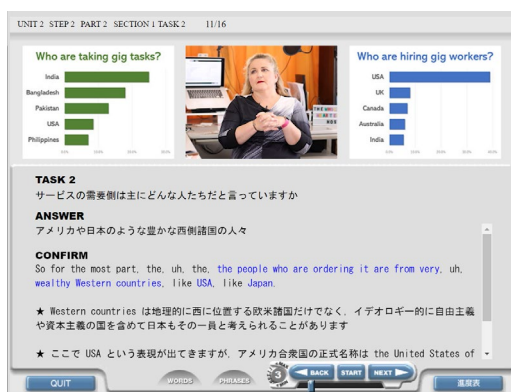 UNIT 2 STEP 2 PART 2 SECTION 1 TASK 2 11/16
Who are taking gig tasks?
India
Bangladesh
Pakistan
USA
Philippines
Who are hiring gig workers?
USA
UK
Canada
Australia
India
TASK 2
サービスの需要側は主にどんな人たちだと言っていますか
ANSWER
アメリカや日本のような豊かな西側諸国の人々
CONFIRM
So for the most part, the, uh, the, the people who are ordering it are from very, uh,
wealthy Western countries, like USA, like Japan.
★ Western countries は地理的に西に位置する欧米諸国だけでなく，イデオロギー的に自由主義
や資本主義の国を含めて日本もその一員と考えられることがあります
★ ここで USA という表現が出てきますが，アメリカ合衆国の正式名称は the United States of
QUIT
WORDS
PHRASES
3
BACK
START
NEXT
進度表